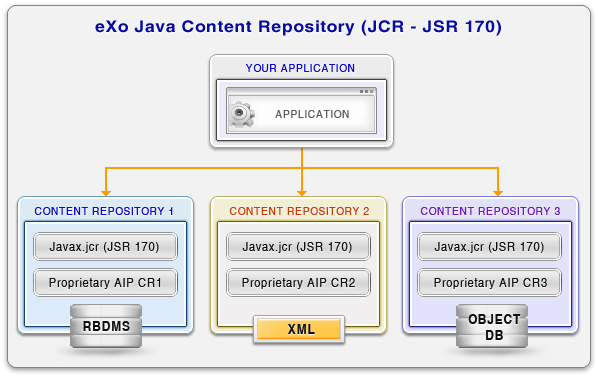 eXo Java Content Repository (JCR - JSR 170)
YOUR APPLICATION
APPLICATION
CONTENT REPOSITORY 1
Javax.jcr (JSR 170)
Proprietary AIP CR1
RBDMS
CONTENT REPOSITORY 2
Javax.jcr (JSR 170)
Proprietary AIP CR2
XML
CONTENT REPOSITORY 3
Javax.jcr (JSR 170)
Proprietary AIP CR3
OBJECT
DB